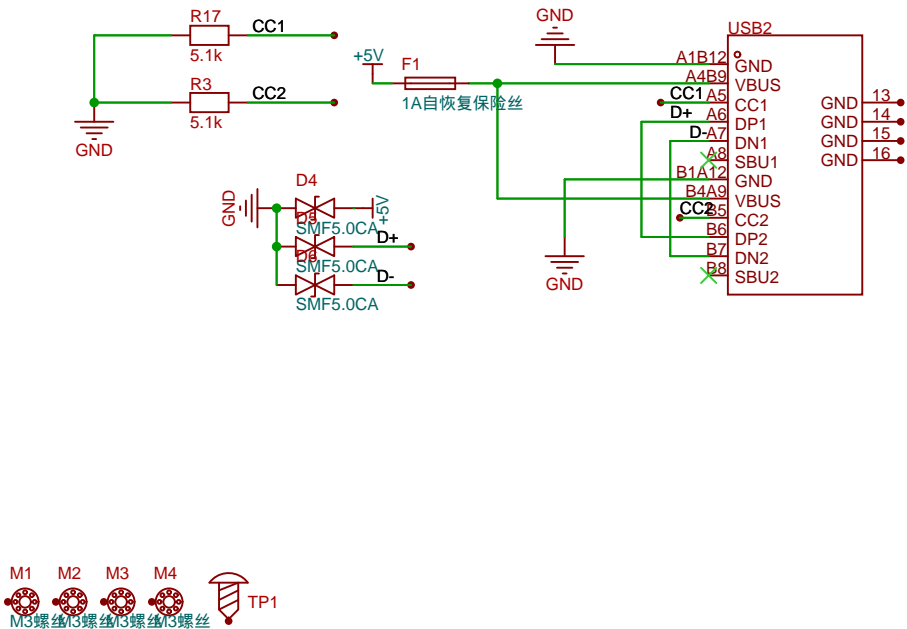 R17
CC1
5.1k
R3
CC2
5.1k
GND
+5V
F1
1A自恢复保险丝
GND
USB2
A1B12
GND
A4B9
VBUS
CC1
A5
CC1
D+
A6
DP1
D-
A7
DN1
A8
SBU1
B1A12
GND
B4A9
VBUS
CC2
B5
CC2
B6
DP2
B7
DN2
B8
SBU2
GND
13
GND
14
GND
15
GND
16
GND
D4
GND
+5V
SMF5.0CA
D5
D+
SMF5.0CA
D6
D-
SMF5.0CA
M1
M2
M3
M4
M3螺丝
M3螺丝
M3螺丝
M3螺丝
TP1